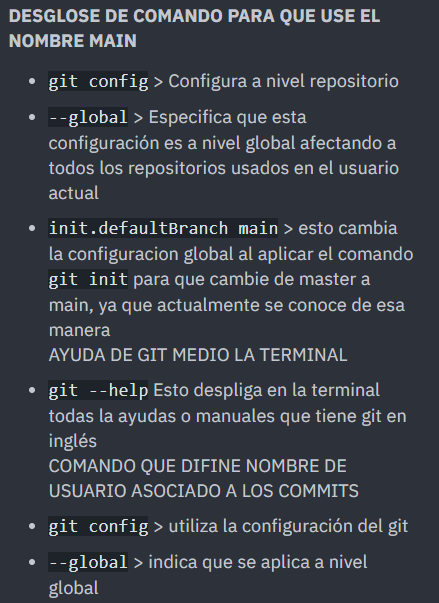 DESGLOSE DE COMANDO PARA QUE USE EL
NOMBRE MAIN
• git config > Configura a nivel repositorio
• --global > Especifica que esta
configuración es a nivel global afectando a
todos los repositorios usados en el usuario
actual
• init.defaultBranch main > esto cambia
la configuracion global al aplicar el comando
git init para que cambie de master a
main, ya que actualmente se conoce de esa
manera
AYUDA DE GIT MEDIO LA TERMINAL
• git --help Esto despliga en la terminal
todas la ayudas o manuales que tiene git en
inglés
COMANDO QUE DIFINE NOMBRE DE
USUARIO ASOCIADO A LOS COMMITS
• git config > utiliza la configuración del git
• --global > indica que se aplica a nivel
global